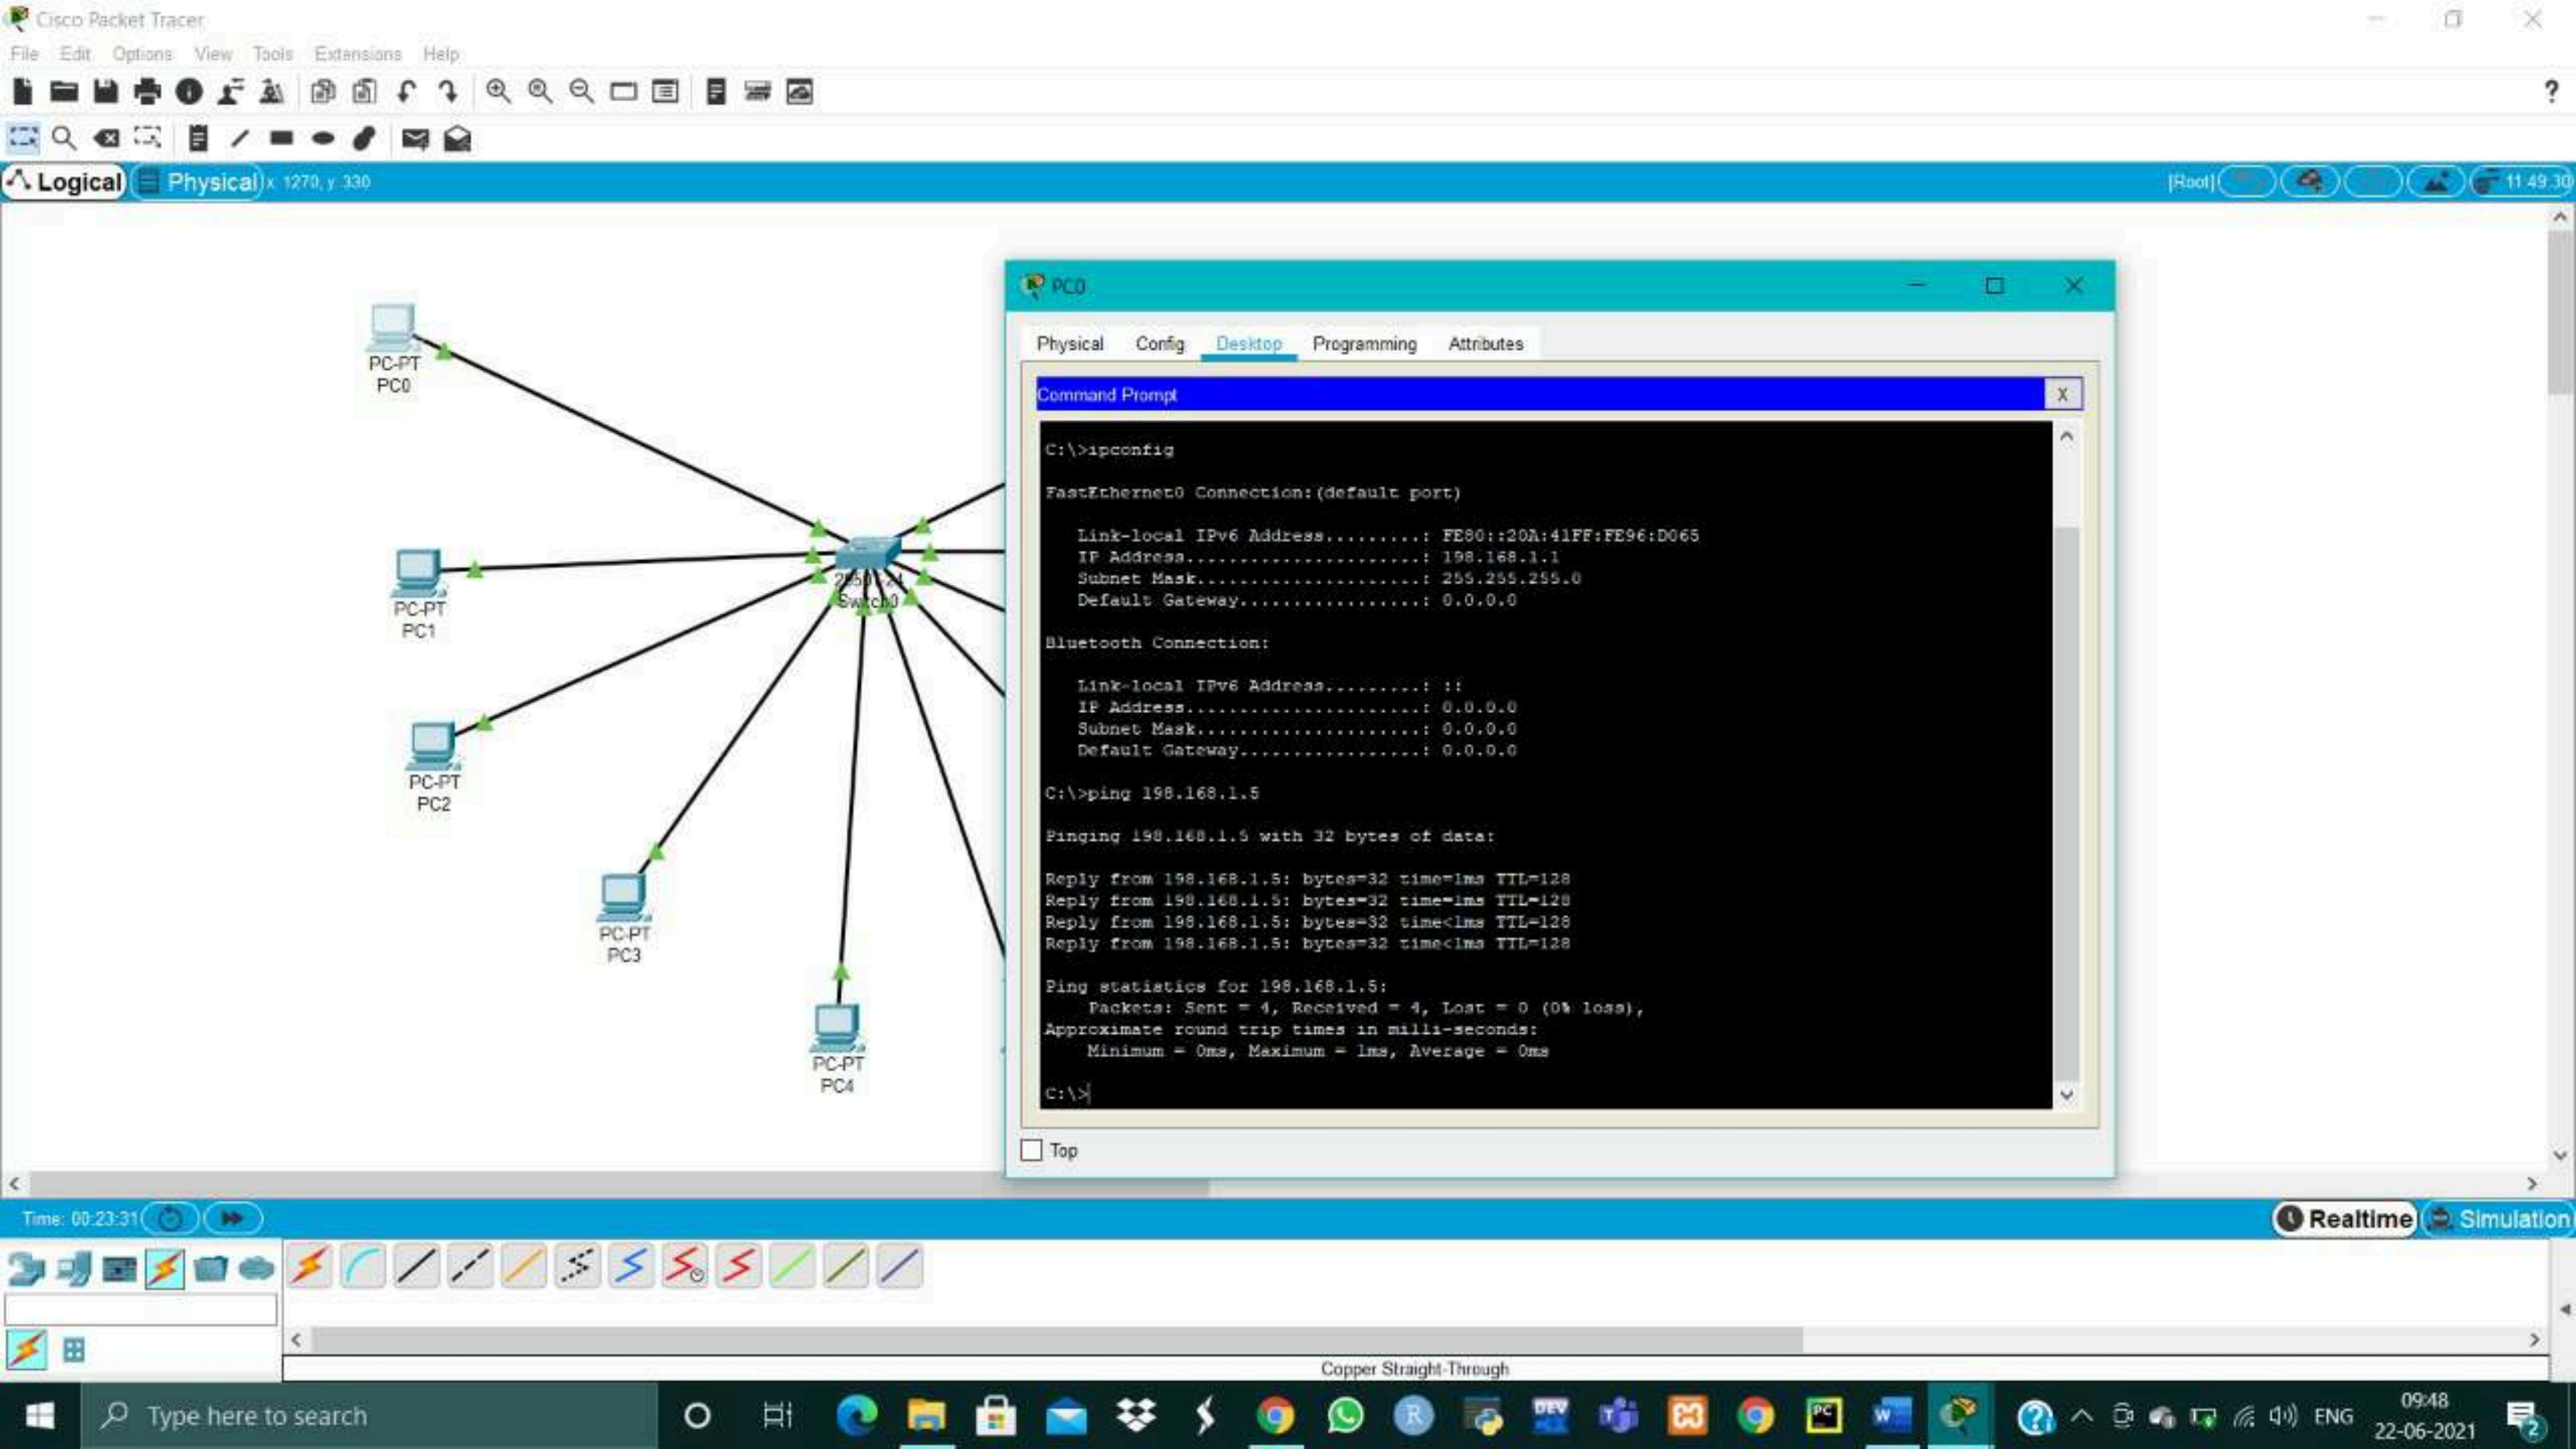 Cisco Packet Tracer
File Edit Options View Tools Extensions Help
?
Logical Physical x: 1270, y: 330 [Root] 11:49:30
PC-PT
PC0
PC-PT
PC1
PC-PT
PC2
PC-PT
PC3
PC-PT
PC4
Switch0
PC0
Physical Config Desktop Programming Attributes
Command Prompt X
C:\>ipconfig
FastEthernet0 Connection:(default port)
Link-local IPv6 Address.........: FE80::20A:41FF:FE96:D065
IP Address......................: 198.168.1.1
Subnet Mask.....................: 255.255.255.0
Default Gateway.................: 0.0.0.0
Bluetooth Connection:
Link-local IPv6 Address.........: ::
IP Address......................: 0.0.0.0
Subnet Mask.....................: 0.0.0.0
Default Gateway.................: 0.0.0.0
C:\>ping 198.168.1.5
Pinging 198.168.1.5 with 32 bytes of data:
Reply from 198.168.1.5: bytes=32 time=1ms TTL=128
Reply from 198.168.1.5: bytes=32 time=1ms TTL=128
Reply from 198.168.1.5: bytes=32 time<1ms TTL=128
Reply from 198.168.1.5: bytes=32 time<1ms TTL=128
Ping statistics for 198.168.1.5:
Packets: Sent = 4, Received = 4, Lost = 0 (0% loss),
Approximate round trip times in milli-seconds:
Minimum = 0ms, Maximum = 1ms, Average = 0ms
C:\>
Top
Time: 00:23:31 Realtime Simulation
Copper Straight-Through
Type here to search
R
DEV
PC
W
ENG
09:48
22-06-2021
2